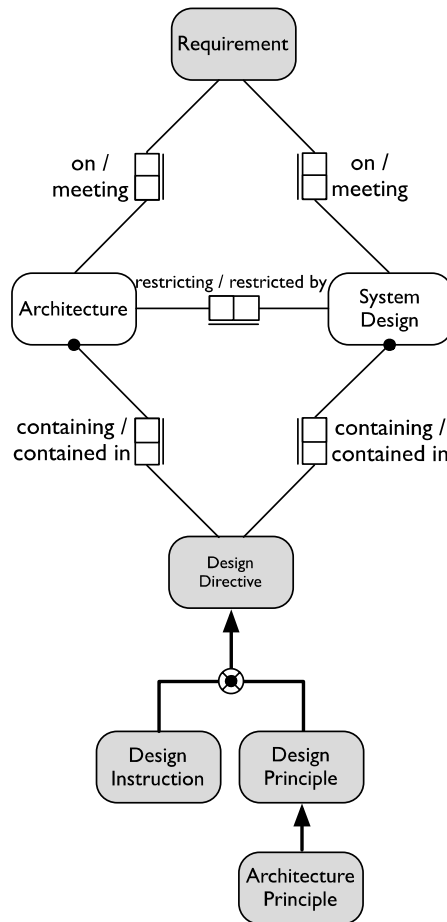 Requirement
on /
meeting
on /
meeting
restricting / restricted by
Architecture
System
Design
containing /
contained in
containing /
contained in
Design
Directive
Design
Instruction
Design
Principle
Architecture
Principle